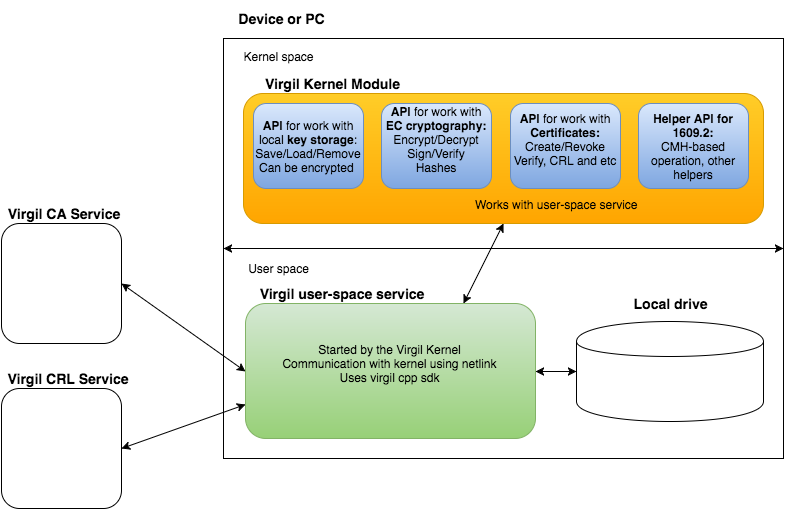 Device or PC
Kernel space
Virgil Kernel Module
API for work with
local key storage:
Save/Load/Remove
Can be encrypted
API for work with
EC cryptography:
Encrypt/Decrypt
Sign/Verify
Hashes
API for work with
Certificates:
Create/Revoke
Verify, CRL and etc
Helper API for
1609.2:
CMH-based
operation, other
helpers
Works with user-space service
Virgil CA Service
User space
Virgil user-space service
Local drive
Started by the Virgil Kernel
Communication with kernel using netlink
Uses virgil cpp sdk
Virgil CRL Service